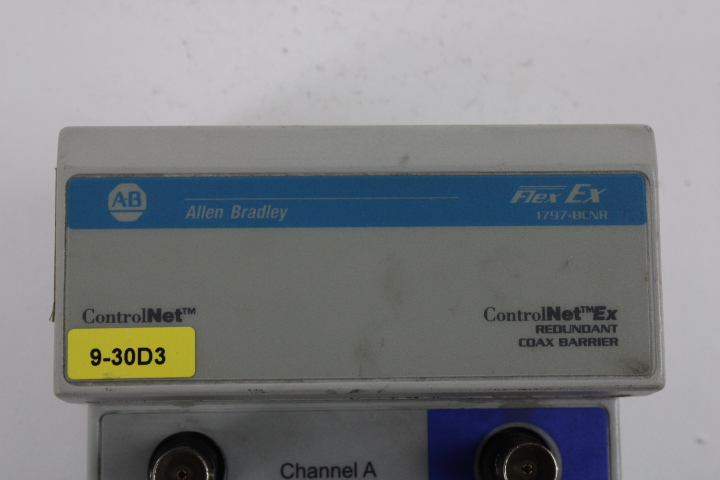 AB
Allen Bradley
Flex Ex
1797-BCNR
ControlNet™
ControlNet™Ex
REDUNDANT
COAX BARRIER
9-30D3
Channel A